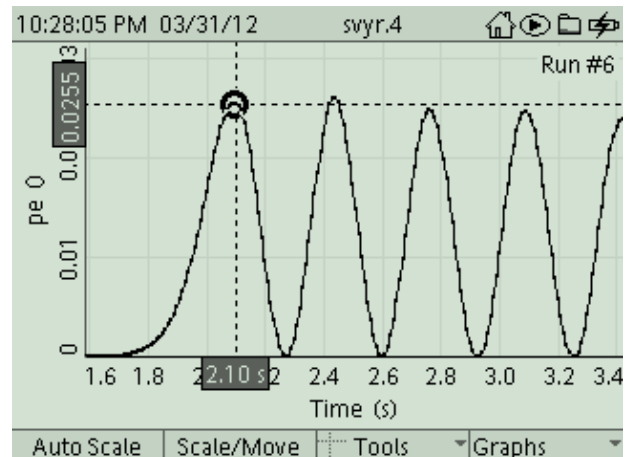 10:28:05 PM 03/31/12 svyr.4
Run #6
0.0255
0.01
0
pe ()
1.6 1.8 2.10 s 2.4 2.6 2.8 3.0 3.2 3.4
Time (s)
Auto Scale Scale/Move Tools Graphs